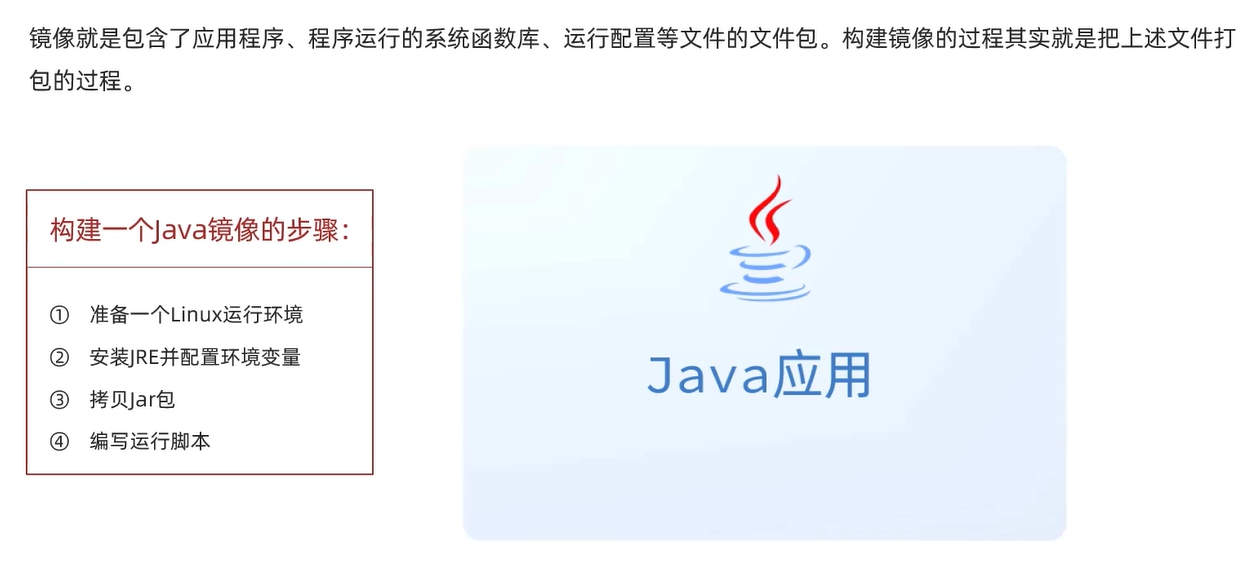 镜像就是包含了应用程序、程序运行的系统函数库、运行配置等文件的文件包。构建镜像的过程其实就是把上述文件打
包的过程。
构建一个Java镜像的步骤：
① 准备一个Linux运行环境
② 安装JRE并配置环境变量
③ 拷贝Jar包
④ 编写运行脚本
Java应用